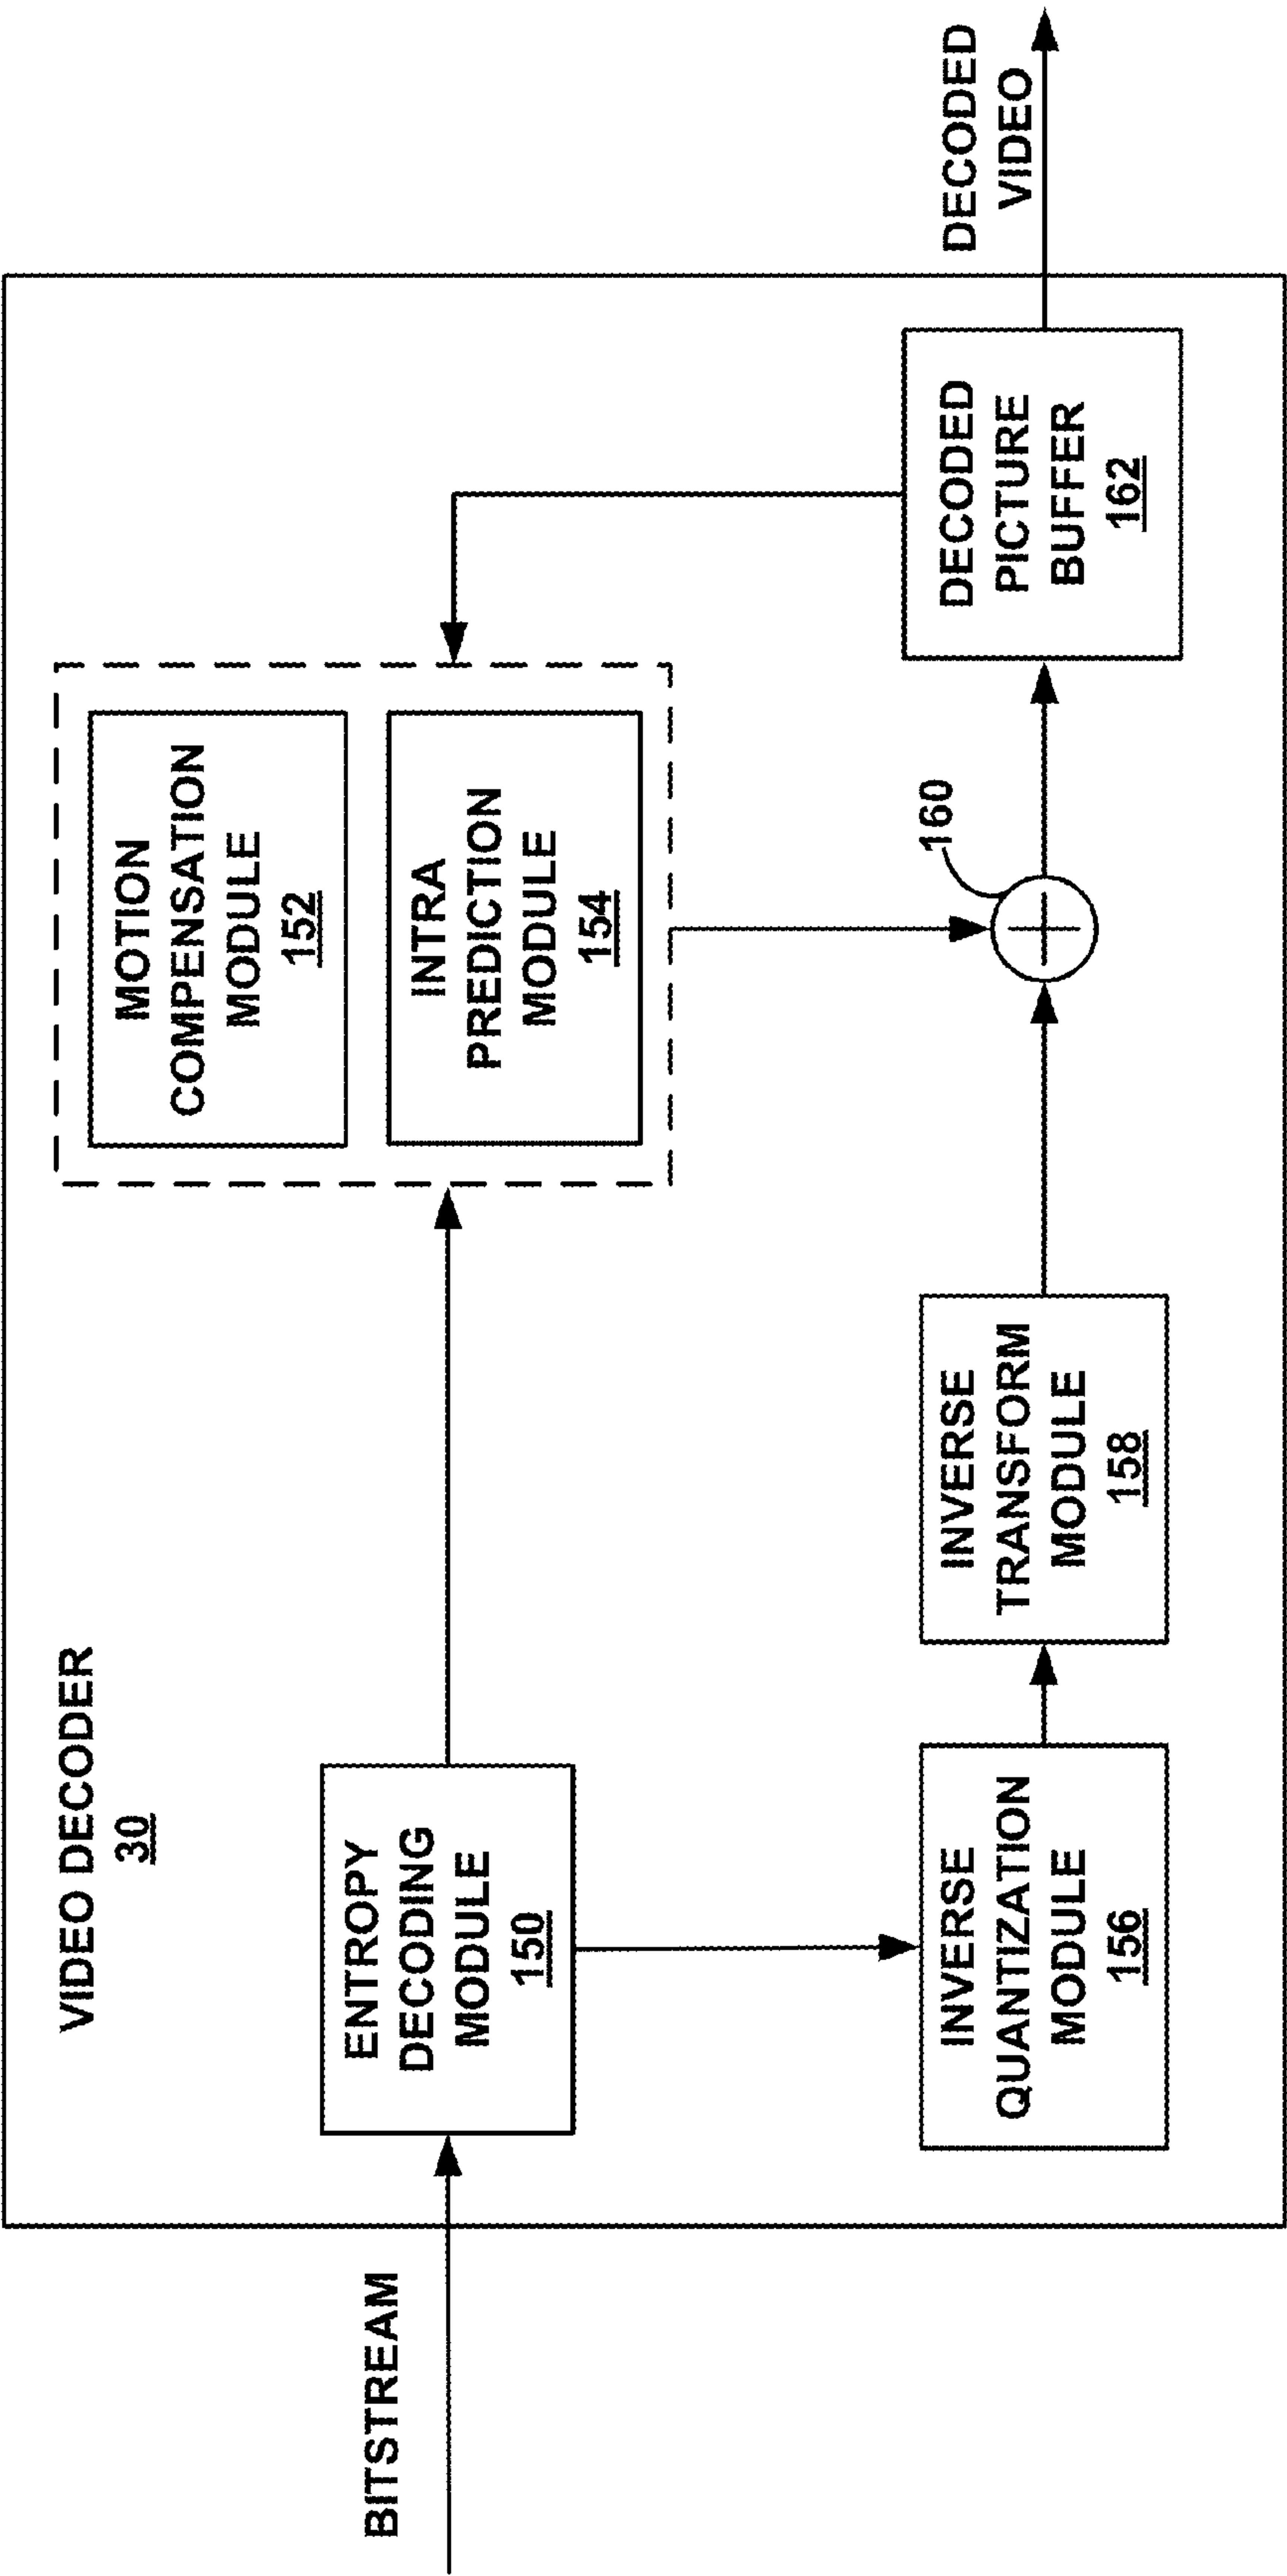 VIDEO DECODER
30
BITSTREAM
ENTROPY
DECODING
MODULE
150
MOTION
COMPENSATION
MODULE
152
INTRA
PREDICTION
MODULE
154
INVERSE
QUANTIZATION
MODULE
156
INVERSE
TRANSFORM
MODULE
158
160
DECODED
PICTURE
BUFFER
162
DECODED
VIDEO